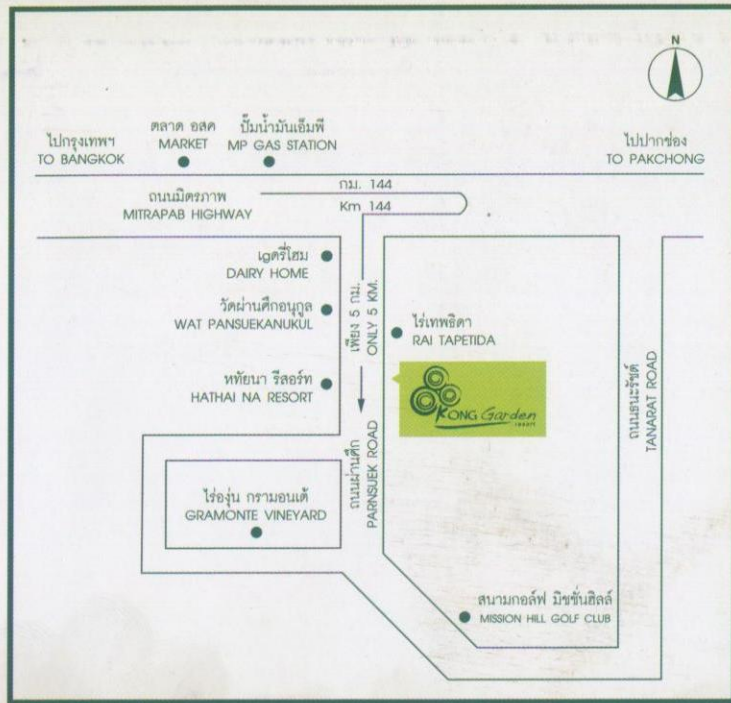 N
ไปกรุงเทพฯ
TO BANGKOK
ตลาด อสค
MARKET
ปั๊มน้ำมันเอ็มพี
MP GAS STATION
ไปปากช่อง
TO PAKCHONG
ถนนมิตรภาพ
MITRAPAB HIGHWAY
กม. 144
Km 144
เดรี่โฮม
DAIRY HOME
วัดผ่านศึกอนุกูล
WAT PANSUEKANUKUL
หทัยนา รีสอร์ท
HATHAI NA RESORT
เพียง 5 กม.
ONLY 5 KM.
ไร่เทพธิดา
RAI TAPETIDA
KONG Garden
resort
ถนนผ่านศึก
PARNSUEK ROAD
ถนนธนะรัชต์
TANARAT ROAD
ไร่องุ่น กรามอนเต้
GRAMONTE VINEYARD
สนามกอล์ฟ มิชชั่นฮิลล์
MISSION HILL GOLF CLUB